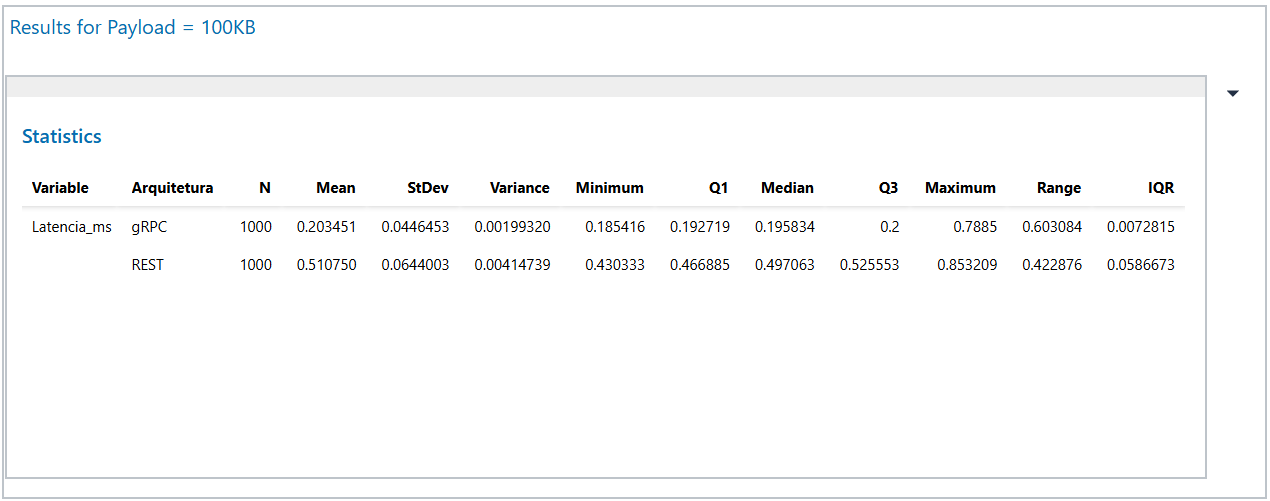 Results for Payload = 100KB
Statistics
Variable Arquitetura N Mean StDev Variance Minimum Q1 Median Q3 Maximum Range IQR
Latencia_ms gRPC 1000 0.203451 0.0446453 0.00199320 0.185416 0.192719 0.195834 0.2 0.7885 0.603084 0.0072815
REST 1000 0.510750 0.0644003 0.00414739 0.430333 0.466885 0.497063 0.525553 0.853209 0.422876 0.0586673